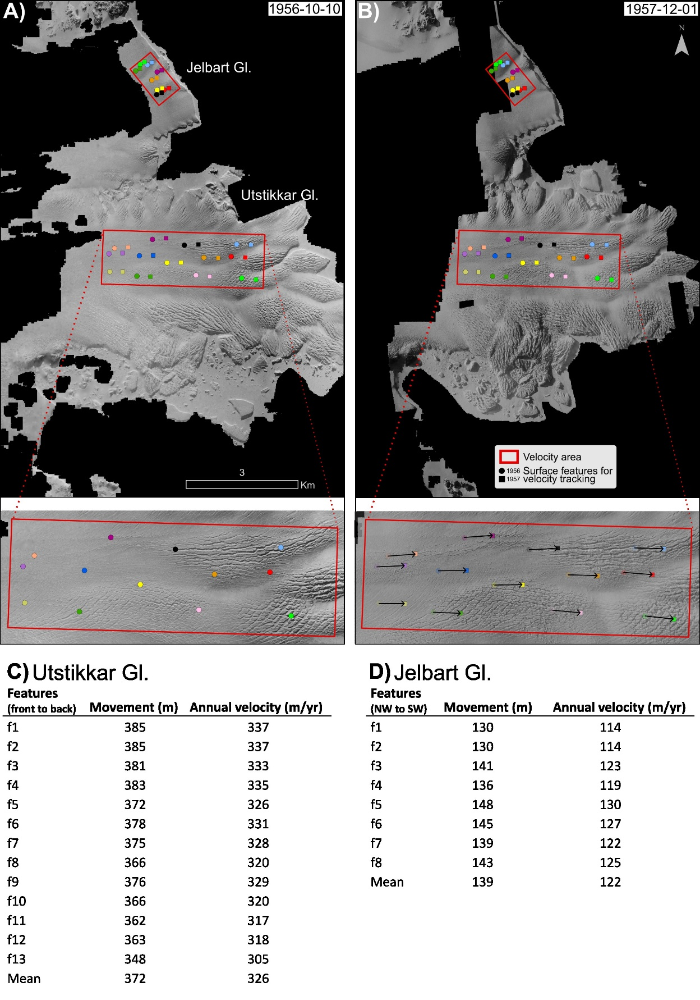 A)
1956-10-10
Jelbart Gl.
Utstikkar Gl.
3
Km
B)
1957-12-01
N
Velocity area
1956 Surface features for
1957 velocity tracking
C) Utstikkar Gl.
Features
(front to back) Movement (m) Annual velocity (m/yr)
f1 385 337
f2 385 337
f3 381 333
f4 383 335
f5 372 326
f6 378 331
f7 375 328
f8 366 320
f9 376 329
f10 366 320
f11 362 317
f12 363 318
f13 348 305
Mean 372 326
D) Jelbart Gl.
Features
(NW to SW) Movement (m) Annual velocity (m/yr)
f1 130 114
f2 130 114
f3 141 123
f4 136 119
f5 148 130
f6 145 127
f7 139 122
f8 143 125
Mean 139 122